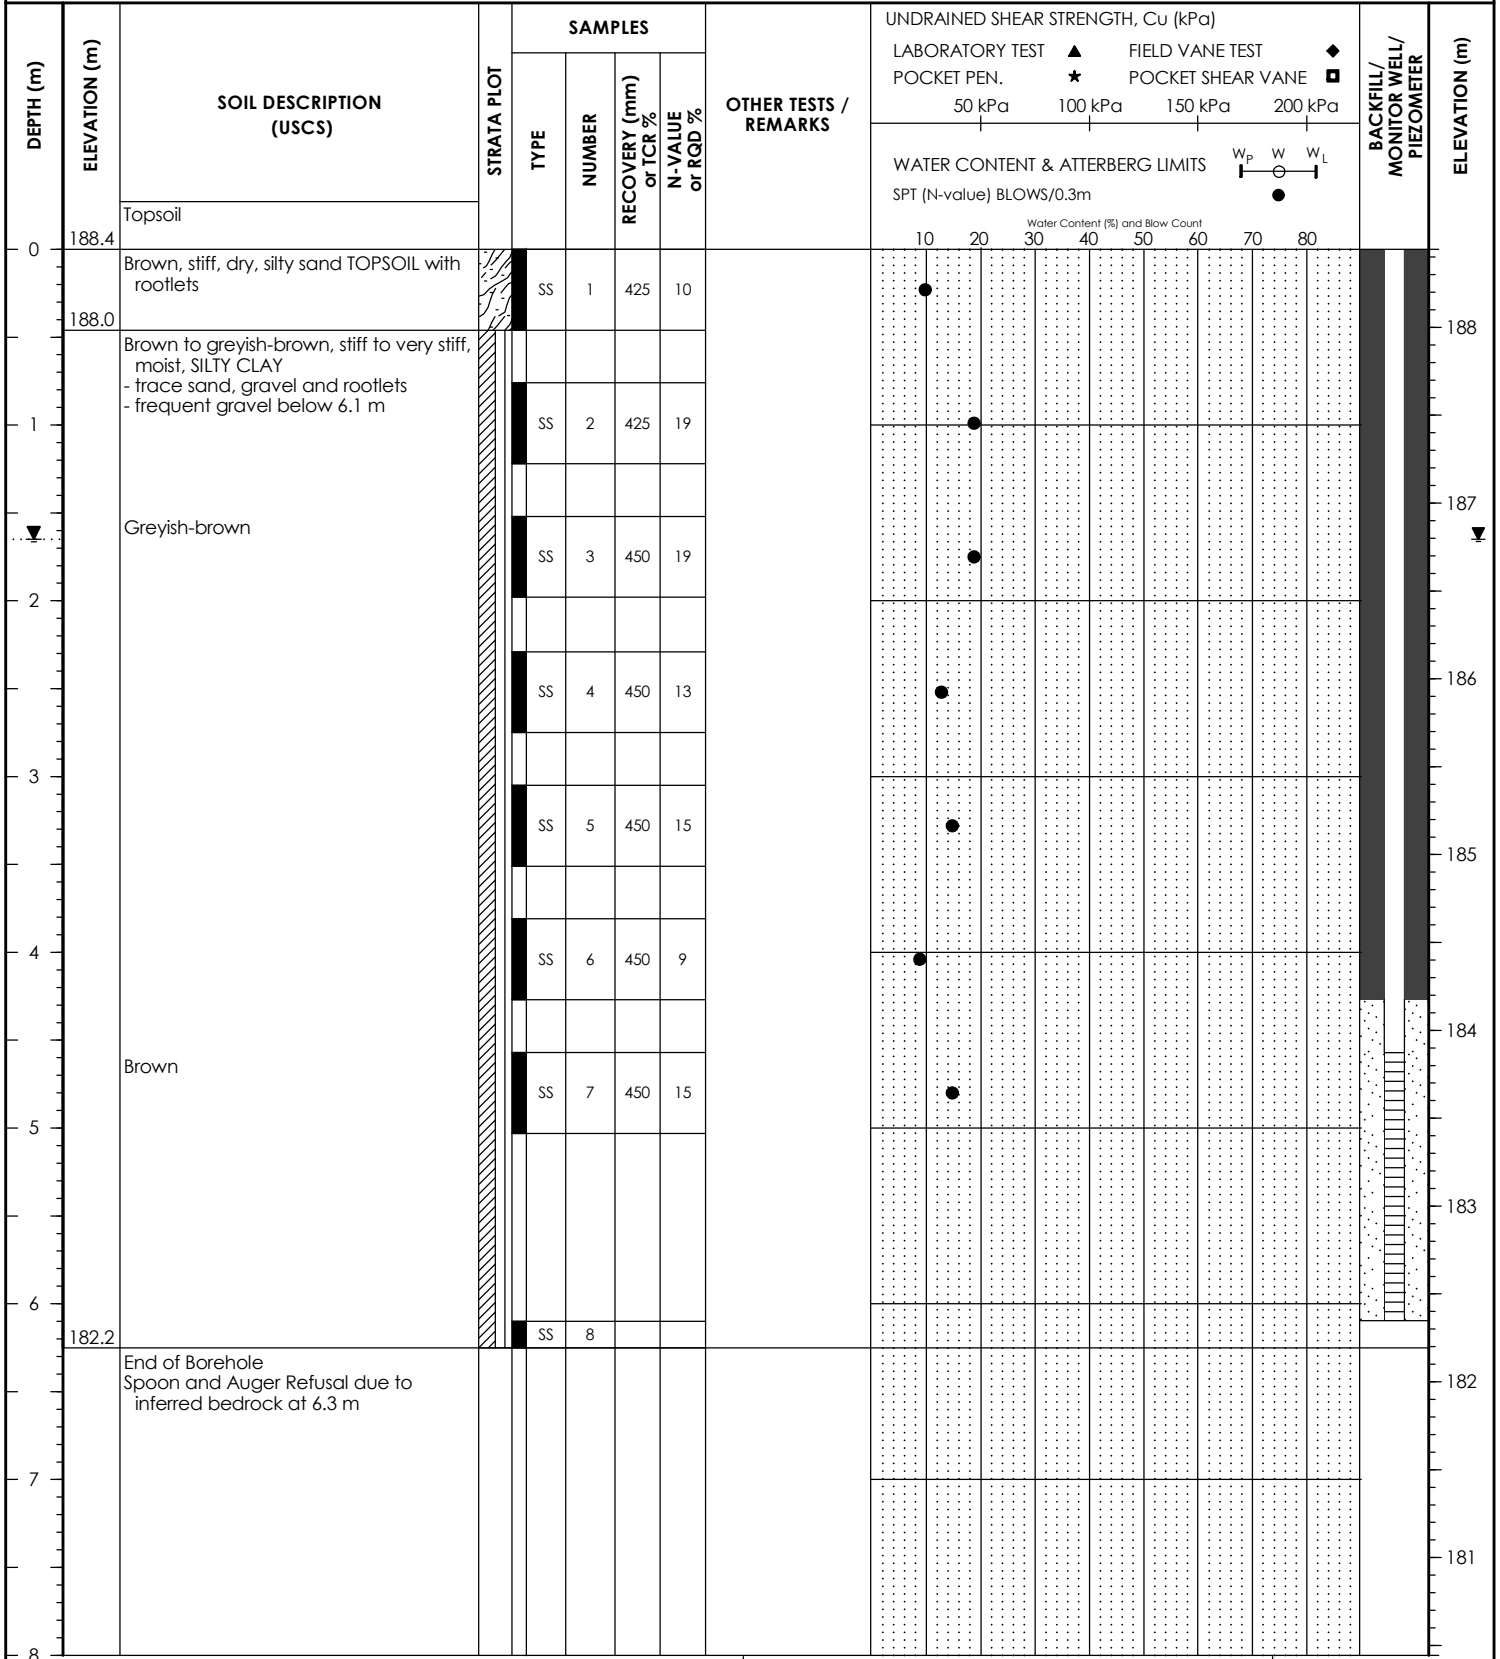 DEPTH (m)
ELEVATION (m)
SOIL DESCRIPTION
(USCS)
STRATA PLOT
SAMPLES
TYPE
NUMBER
RECOVERY (mm)
or TCR %
N-VALUE
or RQD %
OTHER TESTS /
REMARKS
UNDRAINED SHEAR STRENGTH, Cu (kPa)
LABORATORY TEST ▲ FIELD VANE TEST ◆
POCKET PEN. ★ POCKET SHEAR VANE
50 kPa 100 kPa 150 kPa 200 kPa
WATER CONTENT & ATTERBERG LIMITS WP W WL
SPT (N-value) BLOWS/0.3m ●
Water Content (%) and Blow Count
10 20 30 40 50 60 70 80
BACKFILL/
MONITOR WELL/
PIEZOMETER
ELEVATION (m)
Topsoil
0 188.4
Brown, stiff, dry, silty sand TOPSOIL with
rootlets
SS 1 425 10
188.0
188
Brown to greyish-brown, stiff to very stiff,
moist, SILTY CLAY
- trace sand, gravel and rootlets
- frequent gravel below 6.1 m
1
SS 2 425 19
187
Greyish-brown
SS 3 450 19
2
186
SS 4 450 13
3
SS 5 450 15
185
4
SS 6 450 9
184
Brown
SS 7 450 15
5
183
6
182.2
SS 8
End of Borehole
Spoon and Auger Refusal due to
inferred bedrock at 6.3 m
182
7
181
8